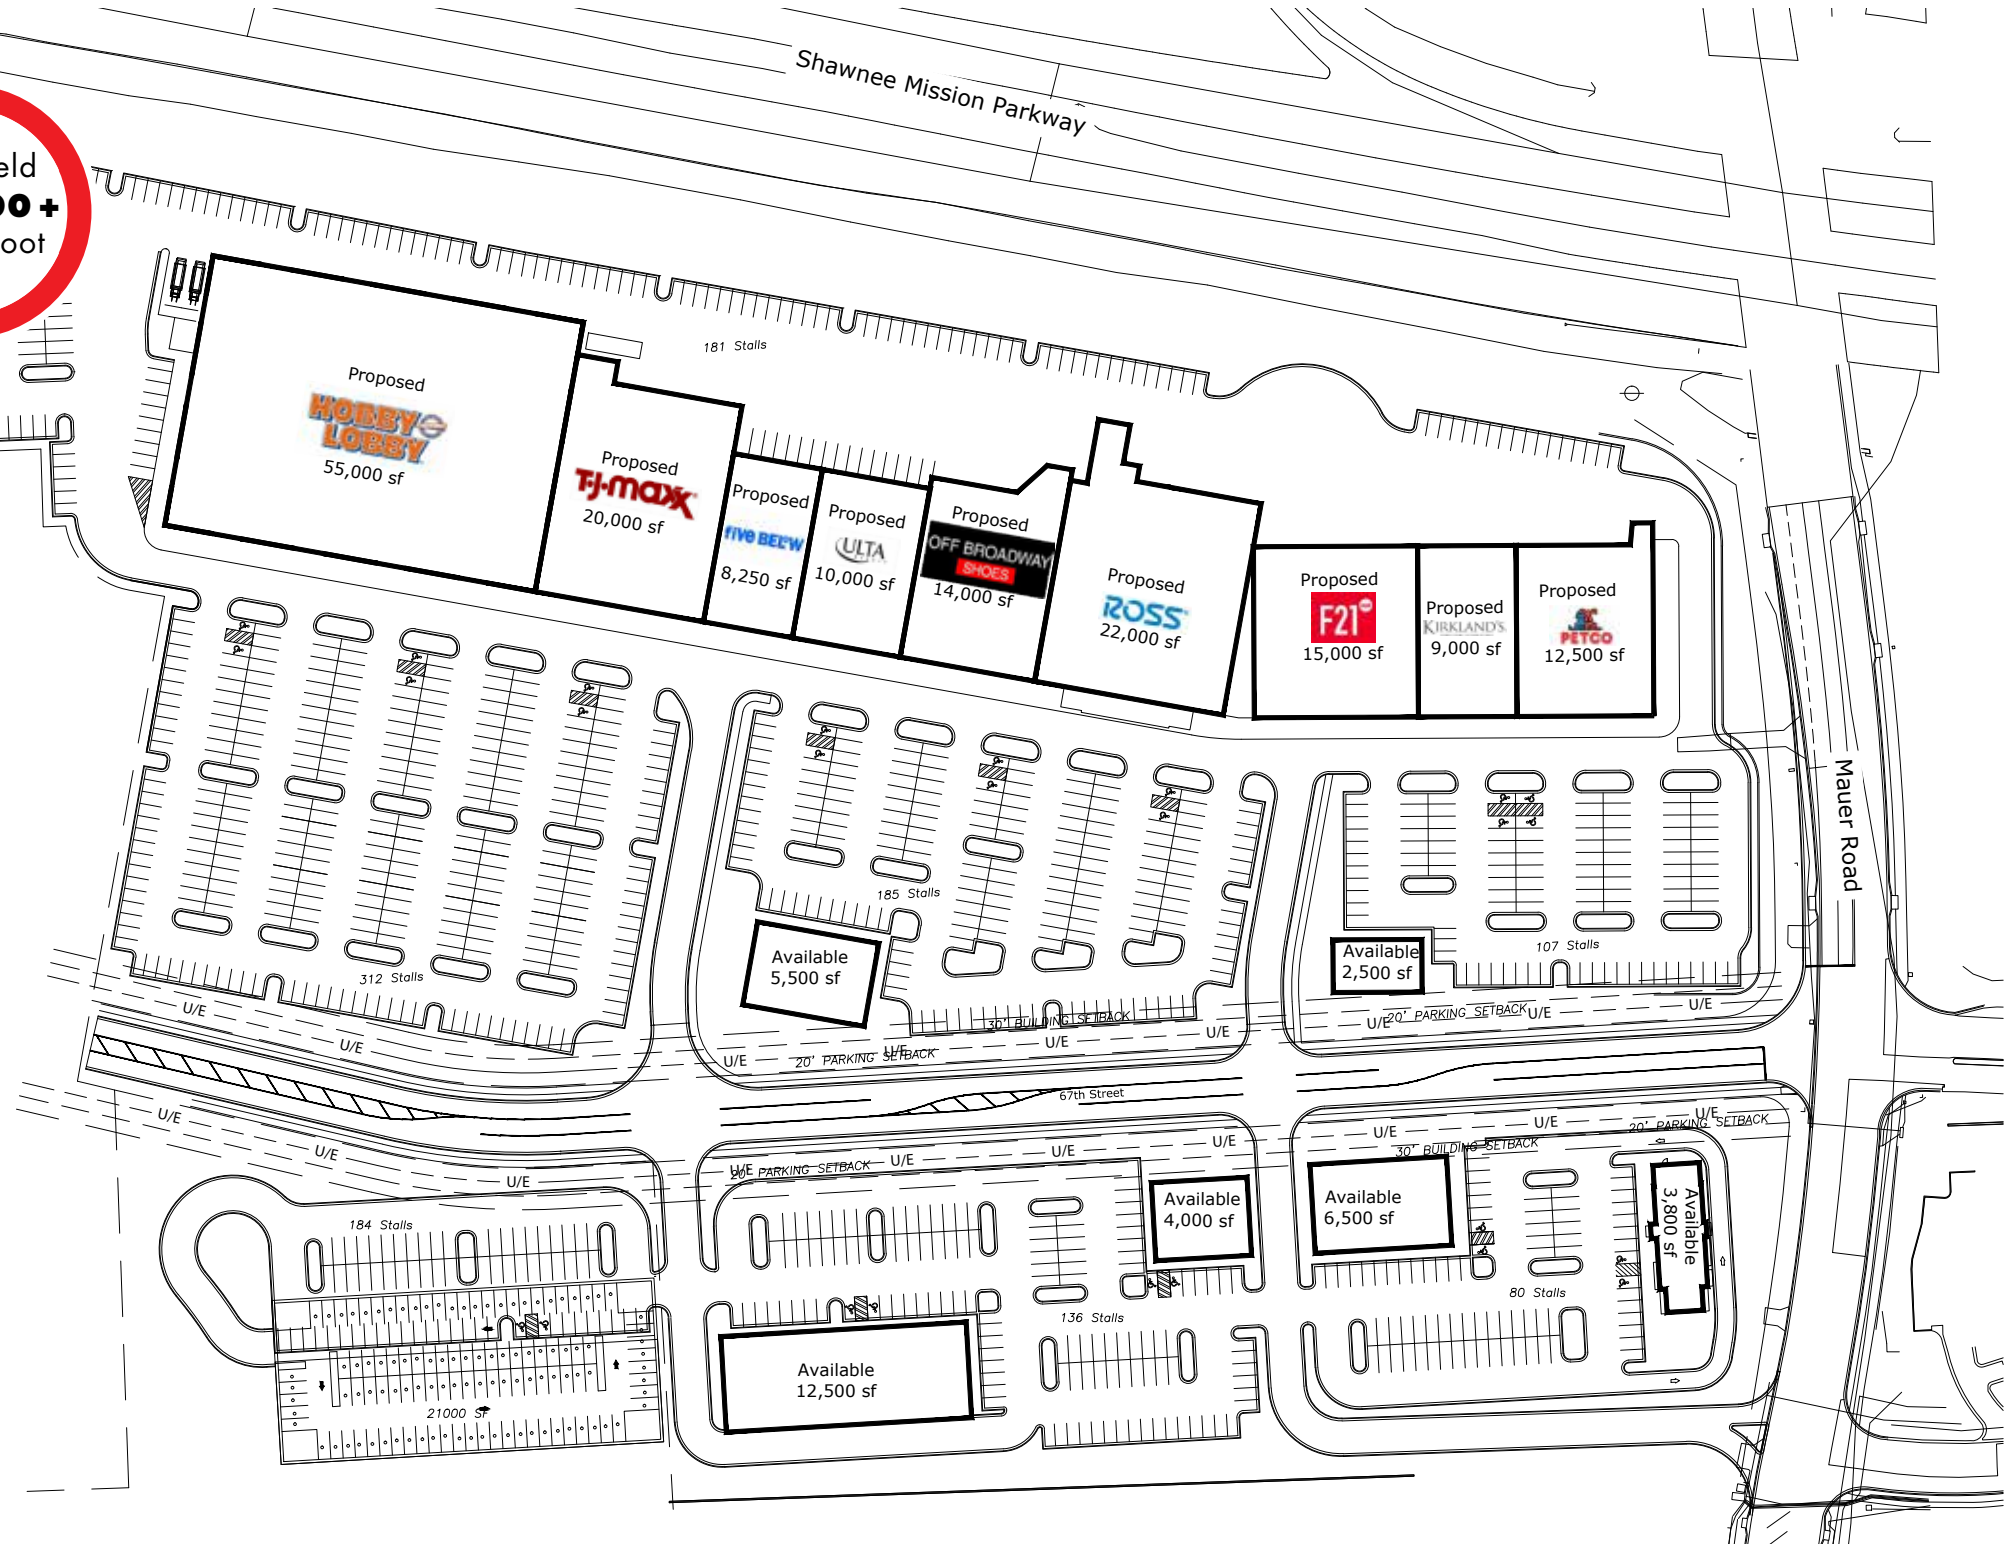 Shawnee Mission Parkway
eld
00 +
oot
181 Stalls
Proposed
HOBBY
LOBBY
55,000 sf
Proposed
T·J·maxx
20,000 sf
Proposed
five BEL°W
8,250 sf
Proposed
ULTA
10,000 sf
Proposed
OFF BROADWAY
SHOES
14,000 sf
Proposed
ROSS
22,000 sf
Proposed
F21
15,000 sf
Proposed
KIRKLAND'S
9,000 sf
Proposed
PETCO
12,500 sf
Mauer Road
312 Stalls
185 Stalls
107 Stalls
Available
5,500 sf
Available
2,500 sf
U/E
U/E
U/E
U/E
U/E
U/E
U/E
U/E
U/E
30' BUILDING SETBACK
20' PARKING SETBACK
20' PARKING SETBACK
67th Street
U/E
U/E
U/E
U/E
U/E
U/E
U/E
U/E
U/E
U/E
20' PARKING SETBACK
30' BUILDING SETBACK
20' PARKING SETBACK
184 Stalls
21000 SF
Available
4,000 sf
Available
6,500 sf
Available
3,800 sf
136 Stalls
80 Stalls
Available
12,500 sf